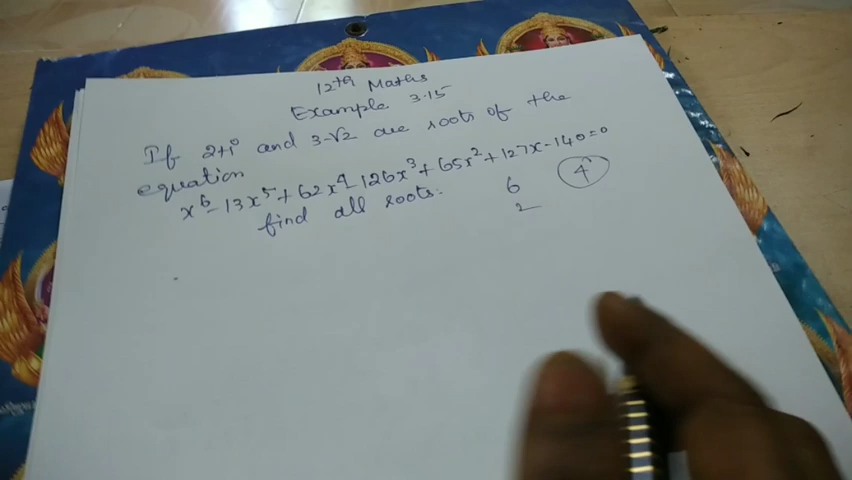 12th Maths
Example 3.15
If 2+i and 3-√2 are roots of the
equation
x⁶-13x⁵+62x⁴-126x³+65x²+127x-140=0
find all roots.
6
2
4